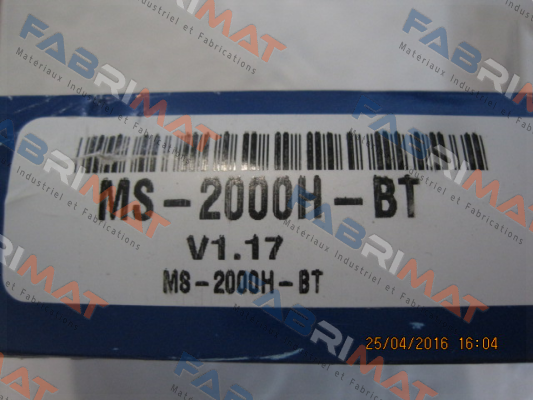 MS-2000H-BT
V1.17
MS-2000H-BT
25/04/2016 16:04
FABRIMAT
Materiaux Industriel et Fabrications